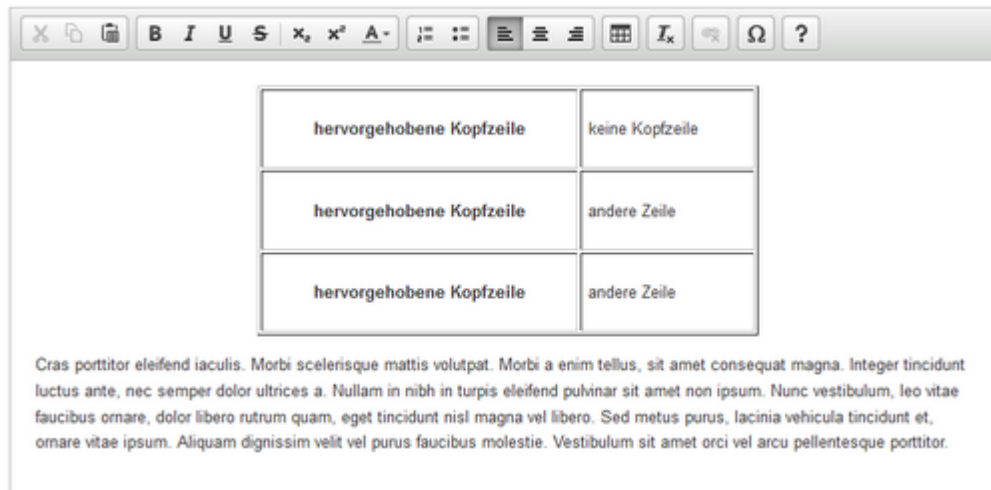 B I U S x₂ x² A I x Ω ?
hervorgehobene Kopfzeile keine Kopfzeile
hervorgehobene Kopfzeile andere Zeile
hervorgehobene Kopfzeile andere Zeile
Cras porttitor eleifend iaculis. Morbi scelerisque mattis volutpat. Morbi a enim tellus, sit amet consequat magna. Integer tincidunt
luctus ante, nec semper dolor ultrices a. Nullam in nibh in turpis eleifend pulvinar sit amet non ipsum. Nunc vestibulum, leo vitae
faucibus ornare, dolor libero rutrum quam, eget tincidunt nisl magna vel libero. Sed metus purus, lacinia vehicula tincidunt et,
ornare vitae ipsum. Aliquam dignissim velit vel purus faucibus molestie. Vestibulum sit amet orci vel arcu pellentesque porttitor.